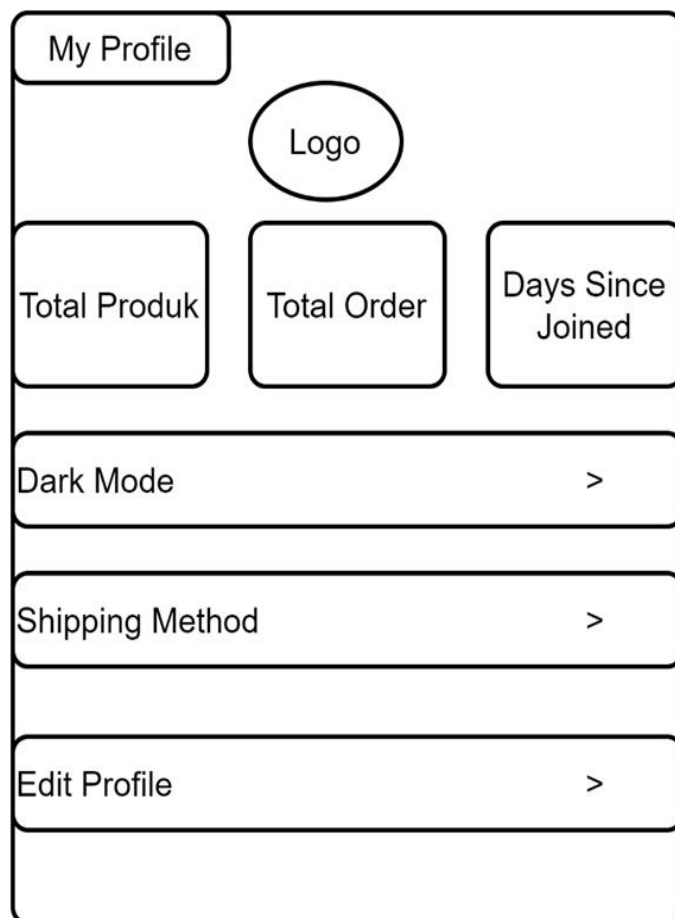 My Profile
Logo
Total Produk
Total Order
Days Since
Joined
Dark Mode >
Shipping Method >
Edit Profile >